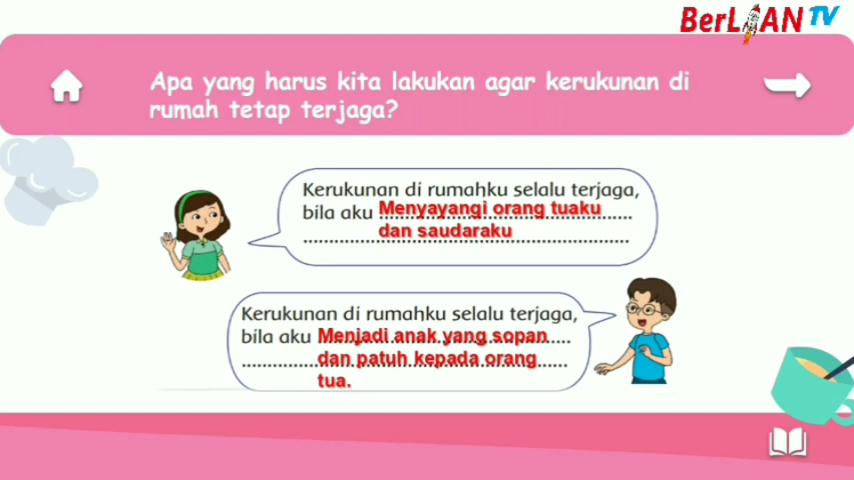 BerLIAN TV
Apa yang harus kita lakukan agar kerukunan di
rumah tetap terjaga?
Kerukunan di rumahku selalu terjaga,
bila aku Menyayangi orang tuaku
dan saudaraku
Kerukunan di rumahku selalu terjaga,
bila aku Menjadi anak yang sopan
dan patuh kepada orang
tua.